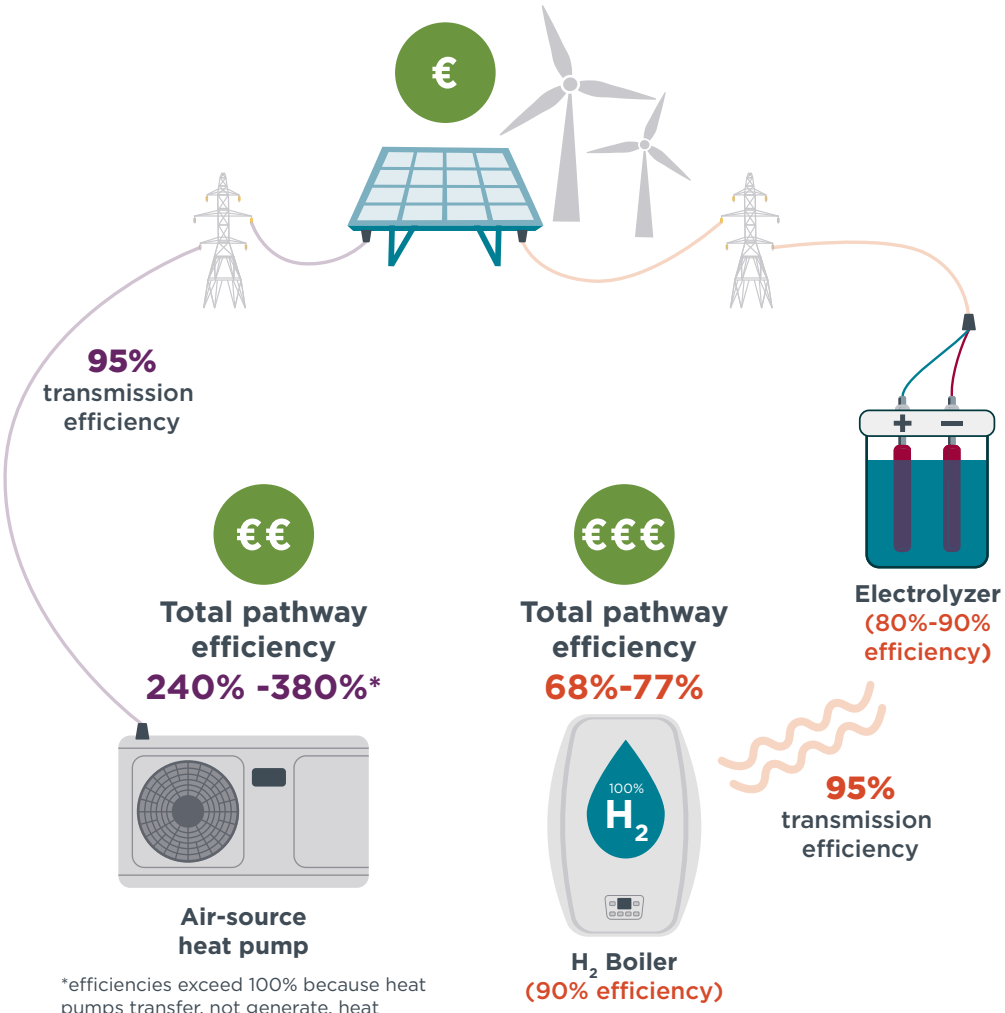 €
95%
transmission
efficiency
€€
Total pathway
efficiency
240% -380%*
Air-source
heat pump
*efficiencies exceed 100% because heat
pumps transfer, not generate, heat
€€€
Total pathway
efficiency
68%-77%
100%
H₂
H₂ Boiler
(90% efficiency)
+ −
Electrolyzer
(80%-90%
efficiency)
95%
transmission
efficiency